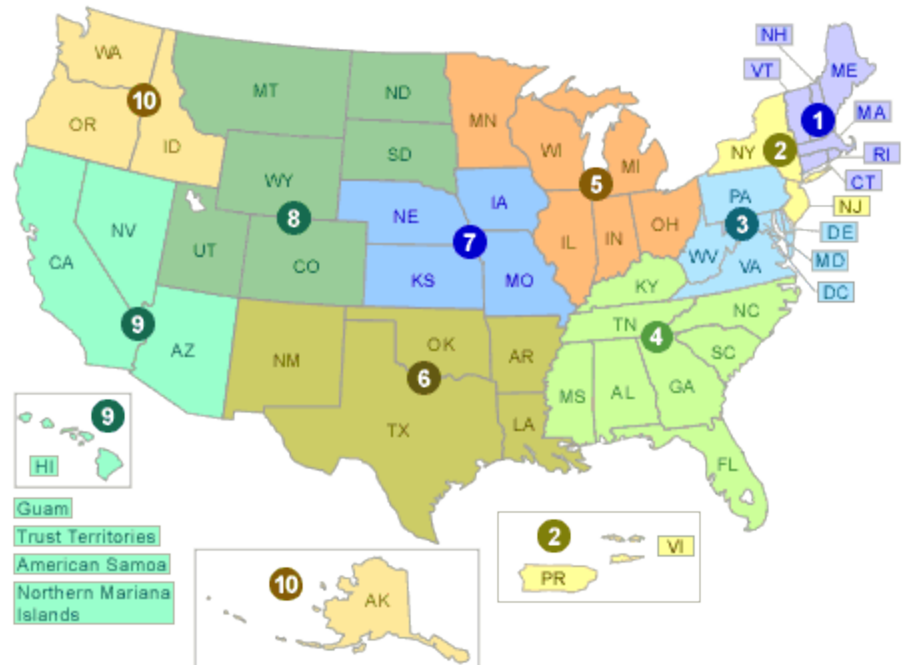 NH
WA
VT
ME
MT
ND
10
MN
MA
OR
1
ID
WI
NY
2
RI
SD
MI
5
WY
CT
PA
IA
NJ
NE
8
3
DE
NV
OH
7
IL
IN
UT
WV
MD
CA
CO
VA
KS
MO
KY
DC
NC
9
TN
4
OK
AZ
AR
SC
NM
6
GA
MS
AL
9
LA
TX
HI
FL
Guam
Trust Territories
2
VI
American Samoa
10
PR
Northern Mariana
Islands
AK